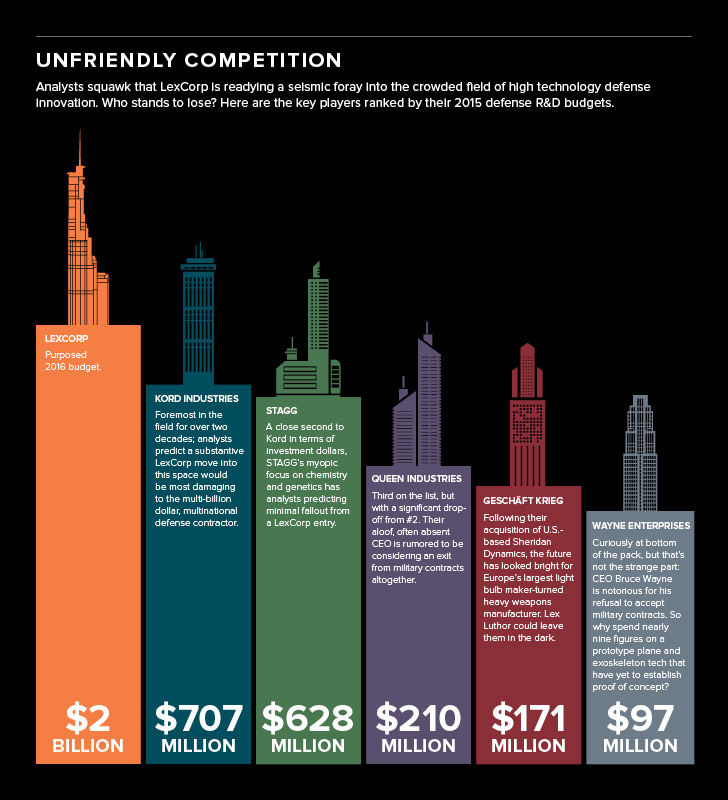 UNFRIENDLY COMPETITION
Analysts squawk that LexCorp is readying a seismic foray into the crowded field of high technology defense
innovation. Who stands to lose? Here are the key players ranked by their 2015 defense R&D budgets.
LEXCORP
Purposed
2016 budget.
$2
BILLION
KORD INDUSTRIES
Foremost in the
field for over two
decades; analysts
predict a substantive
LexCorp move into
this space would
be most damaging
to the multi-billion
dollar, multinational
defense contractor.
$707
MILLION
STAGG
A close second to
Kord in terms of
investment dollars,
STAGG's myopic
focus on chemistry
and genetics has
analysts predicting
minimal fallout from
a LexCorp entry.
$628
MILLION
QUEEN INDUSTRIES
Third on the list, but
with a significant drop-
off from #2. Their
aloof, often absent
CEO is rumored to be
considering an exit
from military contracts
altogether.
$210
MILLION
GESCHÄFT KRIEG
Following their
acquisition of U.S.-
based Sheridan
Dynamics, the future
has looked bright for
Europe's largest light
bulb maker-turned
heavy weapons
manufacturer. Lex
Luthor could leave
them in the dark.
$171
MILLION
WAYNE ENTERPRISES
Curiously at bottom
of the pack, but that's
not the strange part:
CEO Bruce Wayne
is notorious for his
refusal to accept
military contracts. So
why spend nearly
nine figures on a
prototype plane and
exoskeleton tech that
have yet to establish
proof of concept?
$97
MILLION